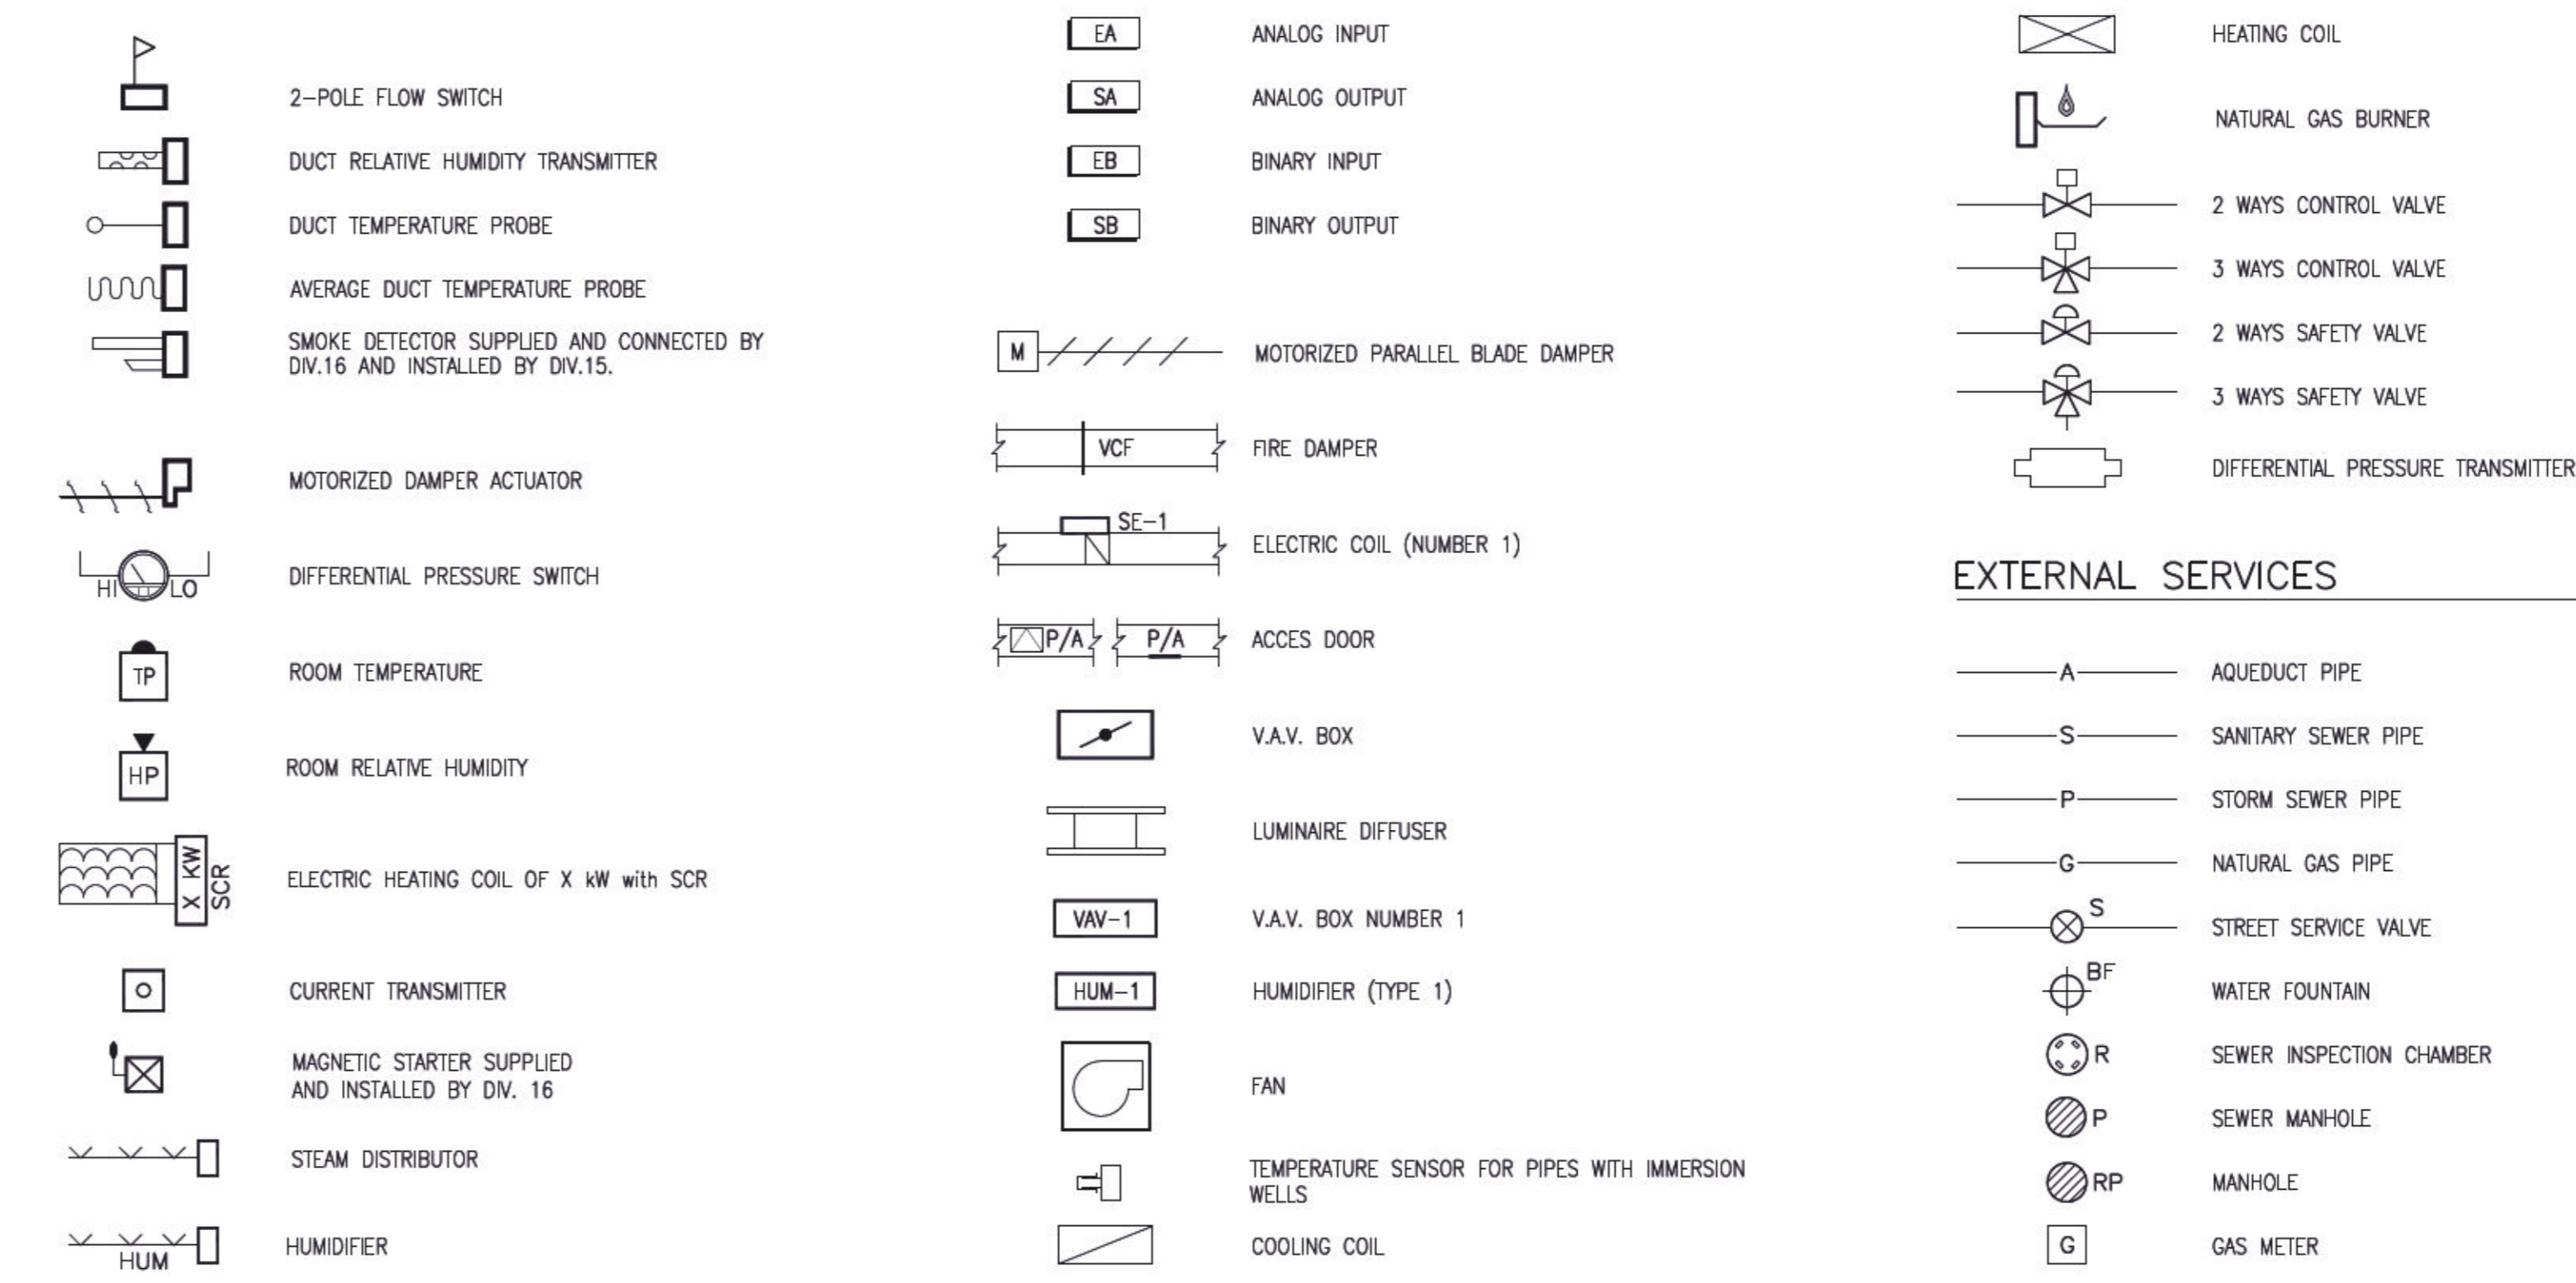 2-POLE FLOW SWITCH
DUCT RELATIVE HUMIDITY TRANSMITTER
DUCT TEMPERATURE PROBE
AVERAGE DUCT TEMPERATURE PROBE
SMOKE DETECTOR SUPPLIED AND CONNECTED BY
DIV.16 AND INSTALLED BY DIV.15.
MOTORIZED DAMPER ACTUATOR
HI LO DIFFERENTIAL PRESSURE SWITCH
TP ROOM TEMPERATURE
HP ROOM RELATIVE HUMIDITY
X KW
SCR
ELECTRIC HEATING COIL OF X kW with SCR
CURRENT TRANSMITTER
MAGNETIC STARTER SUPPLIED
AND INSTALLED BY DIV. 16
STEAM DISTRIBUTOR
HUM HUMIDIFIER
EA ANALOG INPUT
SA ANALOG OUTPUT
EB BINARY INPUT
SB BINARY OUTPUT
M MOTORIZED PARALLEL BLADE DAMPER
VCF FIRE DAMPER
SE-1 ELECTRIC COIL (NUMBER 1)
P/A P/A ACCES DOOR
V.A.V. BOX
LUMINAIRE DIFFUSER
VAV-1 V.A.V. BOX NUMBER 1
HUM-1 HUMIDIFIER (TYPE 1)
FAN
TEMPERATURE SENSOR FOR PIPES WITH IMMERSION
WELLS
COOLING COIL
HEATING COIL
NATURAL GAS BURNER
2 WAYS CONTROL VALVE
3 WAYS CONTROL VALVE
2 WAYS SAFETY VALVE
3 WAYS SAFETY VALVE
DIFFERENTIAL PRESSURE TRANSMITTER
EXTERNAL SERVICES
A AQUEDUCT PIPE
S SANITARY SEWER PIPE
P STORM SEWER PIPE
G NATURAL GAS PIPE
S STREET SERVICE VALVE
BF WATER FOUNTAIN
R SEWER INSPECTION CHAMBER
P SEWER MANHOLE
RP MANHOLE
G GAS METER